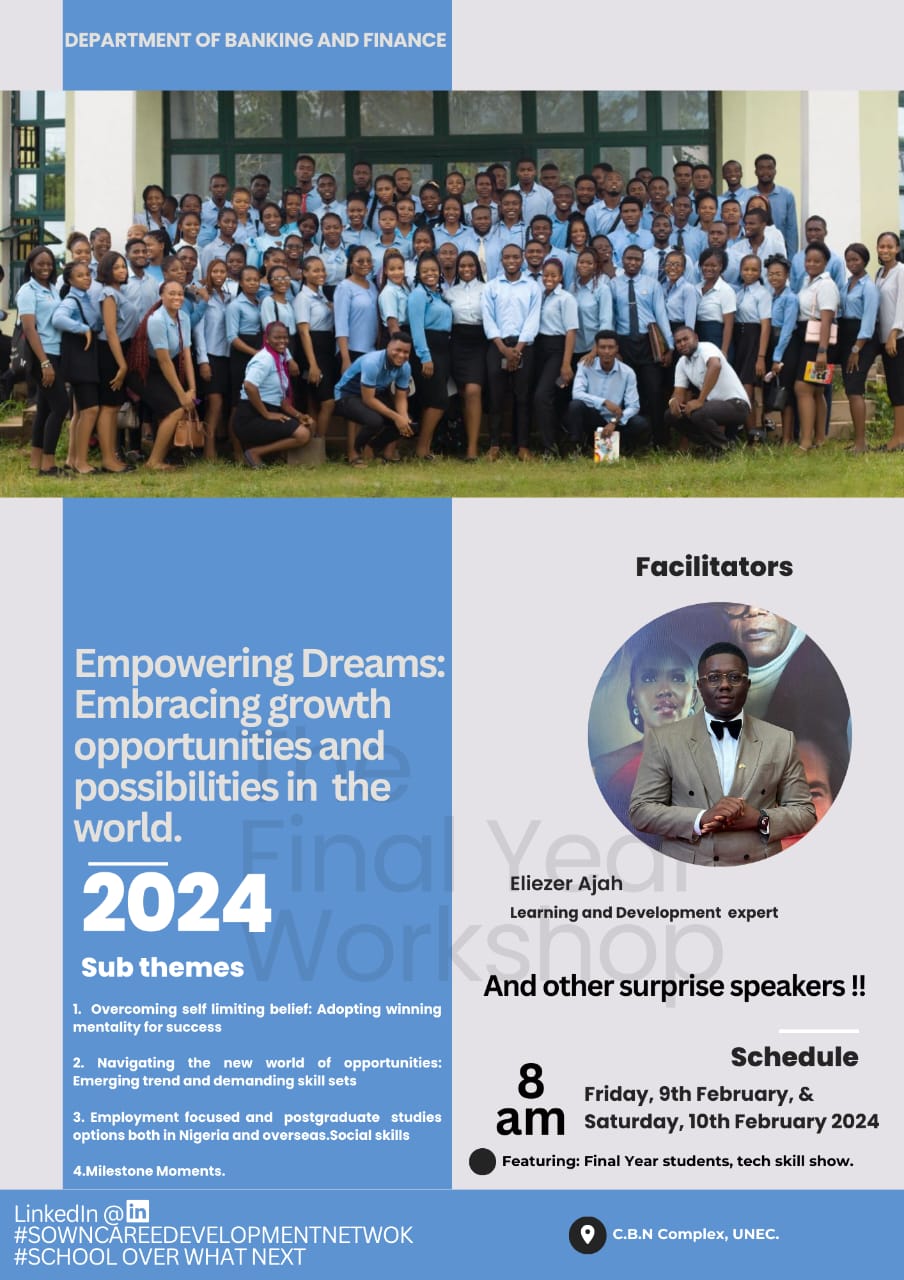 DEPARTMENT OF BANKING AND FINANCE
Empowering Dreams:
Embracing growth
opportunities and
possibilities in the
world.
The
Final Year
Workshop
2024
Sub themes
1. Overcoming self limiting belief: Adopting winning
mentality for success
2. Navigating the new world of opportunities:
Emerging trend and demanding skill sets
3. Employment focused and postgraduate studies
options both in Nigeria and overseas.Social skills
4.Milestone Moments.
Facilitators
Eliezer Ajah
Learning and Development expert
And other surprise speakers !!
Schedule
8
am
Friday, 9th February, &
Saturday, 10th February 2024
Featuring: Final Year students, tech skill show.
LinkedIn @in
#SOWNCAREEDEVELOPMENTNETWOK
#SCHOOL OVER WHAT NEXT
C.B.N Complex, UNEC.